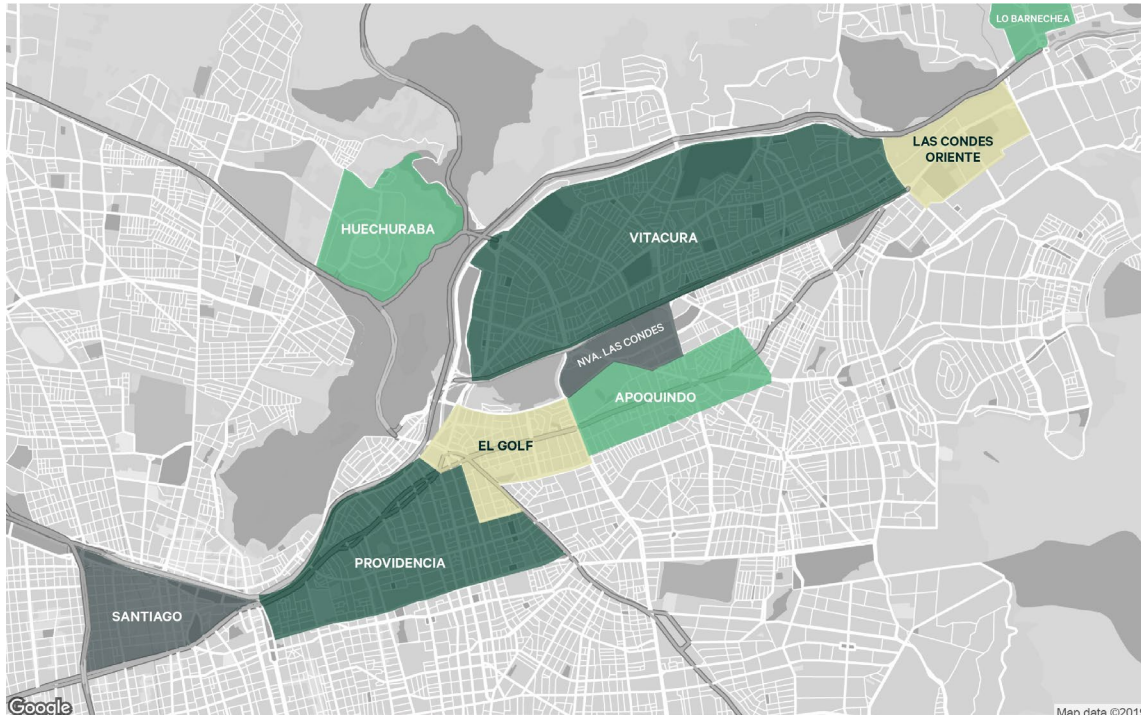 LO BARNECHEA
LAS CONDES
ORIENTE
HUECHURABA
VITACURA
NVA. LAS CONDES
APOQUINDO
EL GOLF
PROVIDENCIA
SANTIAGO
Google
Map data ©2019